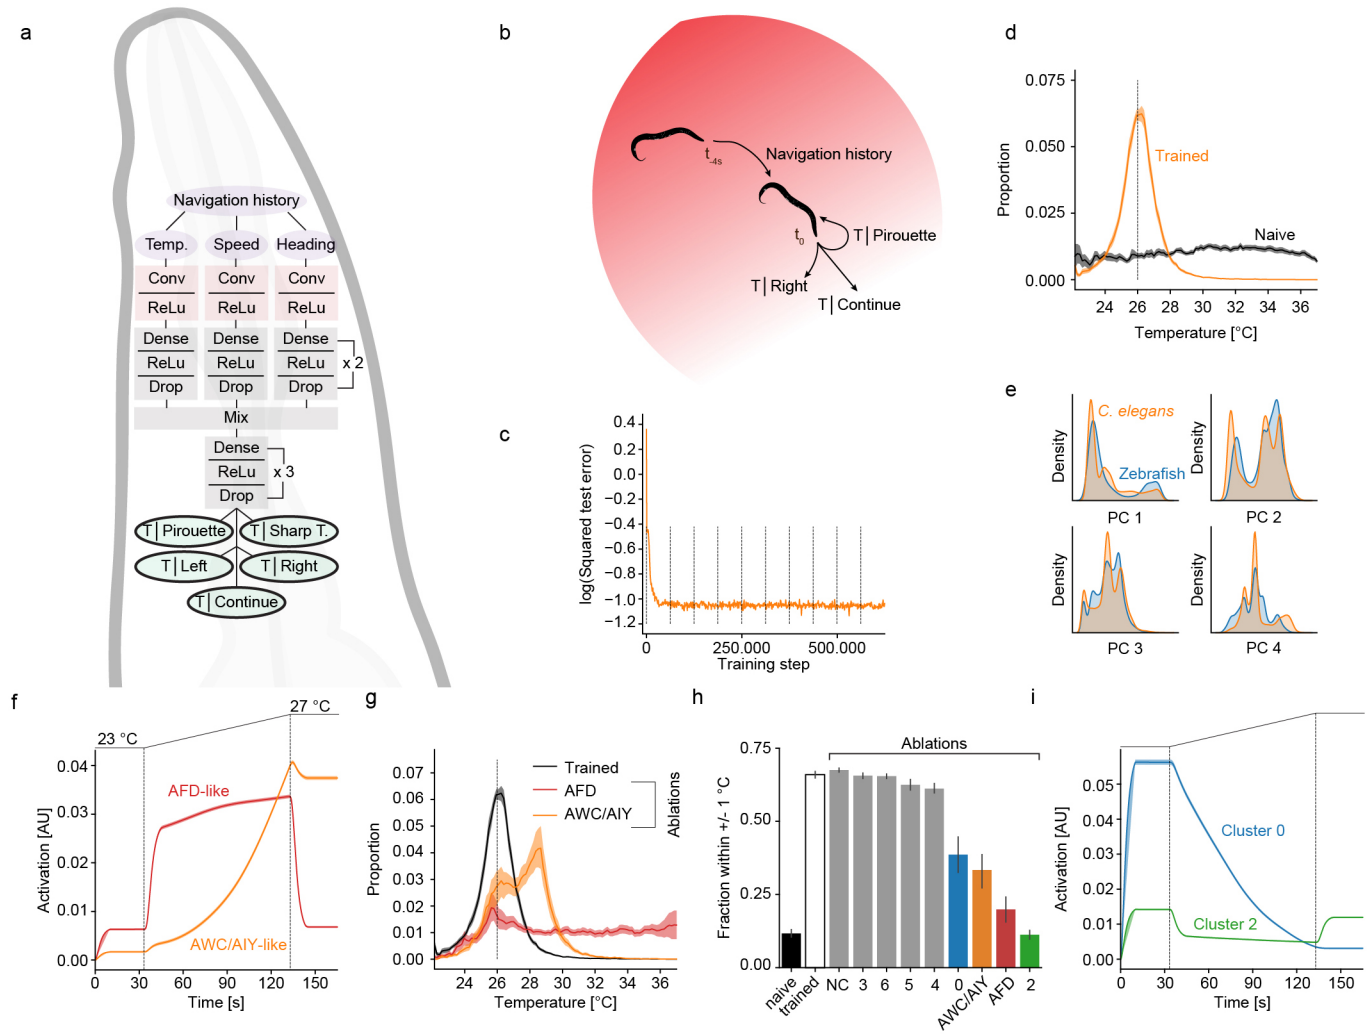 a
Navigation history
Temp.
Speed
Heading
Conv
ReLu
Conv
ReLu
Conv
ReLu
Dense
ReLu
Drop
Dense
ReLu
Drop
Dense
ReLu
Drop
x 2
Mix
Dense
ReLu
Drop
x 3
T|Pirouette
T|Sharp T.
T|Left
T|Right
T|Continue
b
t-4s
Navigation history
t0
T|Pirouette
T|Right
T|Continue
c
log(Squared test error)
0.4
0.2
0.0
−0.2
−0.4
−0.6
−0.8
−1.0
−1.2
0
250.000
500.000
Training step
d
Proportion
0.075
0.050
0.025
0.000
Trained
Naive
24
26
28
30
32
34
36
Temperature [°C]
e
C. elegans
Zebrafish
Density
PC 1
Density
PC 2
Density
PC 3
Density
PC 4
f
23 °C
27 °C
Activation [AU]
0.04
0.03
0.02
0.01
0.00
AFD-like
AWC/AIY-like
0
30
60
90
120
150
Time [s]
g
Proportion
0.07
0.06
0.05
0.04
0.03
0.02
0.01
0.00
Trained
AFD
AWC/AIY
Ablations
24
26
28
30
32
34
36
Temperature [°C]
h
Fraction within +/- 1 °C
0.75
0.50
0.25
0.00
Ablations
naive
trained
NC
3
6
5
4
0
AWC/AIY
AFD
2
i
Activation [AU]
0.05
0.04
0.03
0.02
0.01
0.00
Cluster 0
Cluster 2
0
30
60
90
120
150
Time [s]